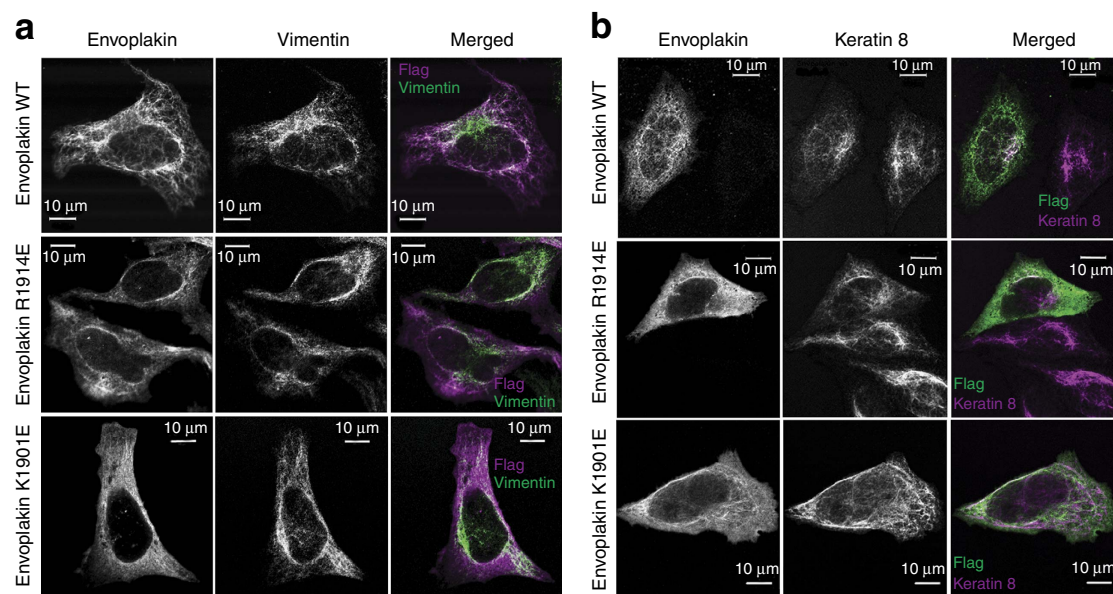 a
Envoplakin Vimentin Merged
Envoplakin WT
Flag
Vimentin
10 µm 10 µm 10 µm
Envoplakin R1914E
10 µm 10 µm 10 µm
Flag
Vimentin
Envoplakin K1901E
10 µm 10 µm 10 µm
Flag
Vimentin
b
Envoplakin Keratin 8 Merged
Envoplakin WT
10 µm 10 µm 10 µm
Flag
Keratin 8
Envoplakin R1914E
10 µm 10 µm 10 µm
Flag
Keratin 8
Envoplakin K1901E
Flag
Keratin 8
10 µm 10 µm 10 µm